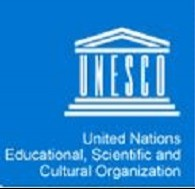 UNESCO
United Nations
Educational, Scientific and
Cultural Organization